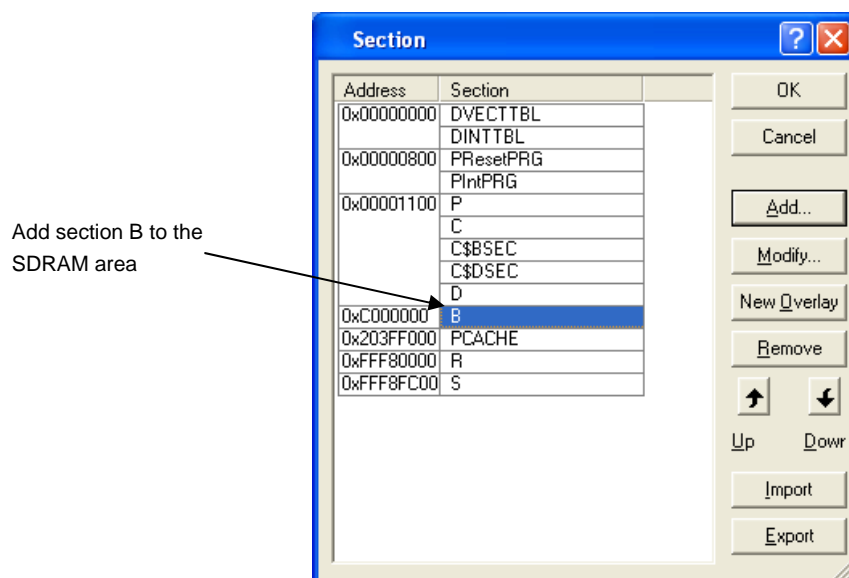 Section
Address Section
0x00000000 DVECTTBL
DINTTBL
0x00000800 PResetPRG
PIntPRG
0x00001100 P
C
C$BSEC
C$DSEC
D
0xC000000 B
0x203FF000 PCACHE
0xFFF80000 R
0xFFF8FC00 S
Add section B to the
SDRAM area
OK
Cancel
Add...
Modify...
New Overlay
Remove
Up Dowr
Import
Export